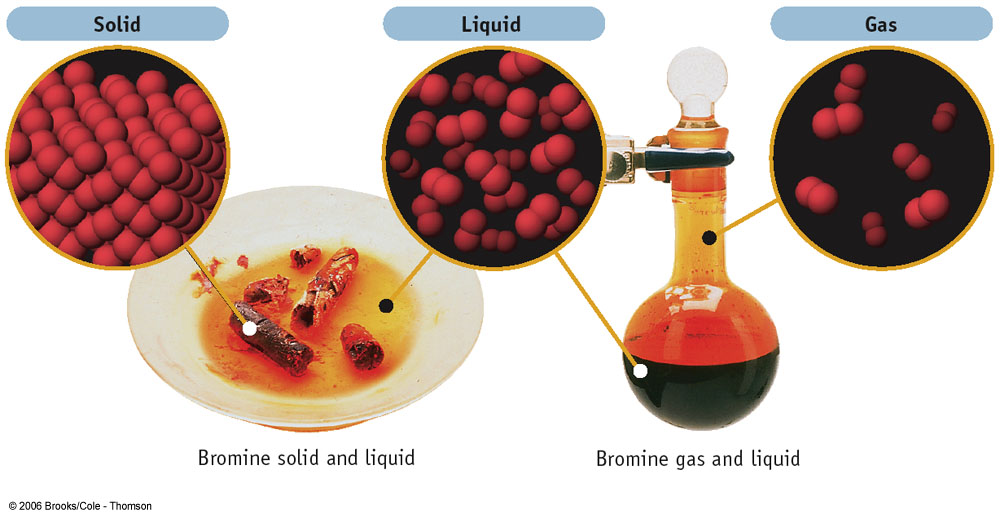 Solid
Liquid
Gas
Bromine solid and liquid
Bromine gas and liquid
© 2006 Brooks/Cole - Thomson